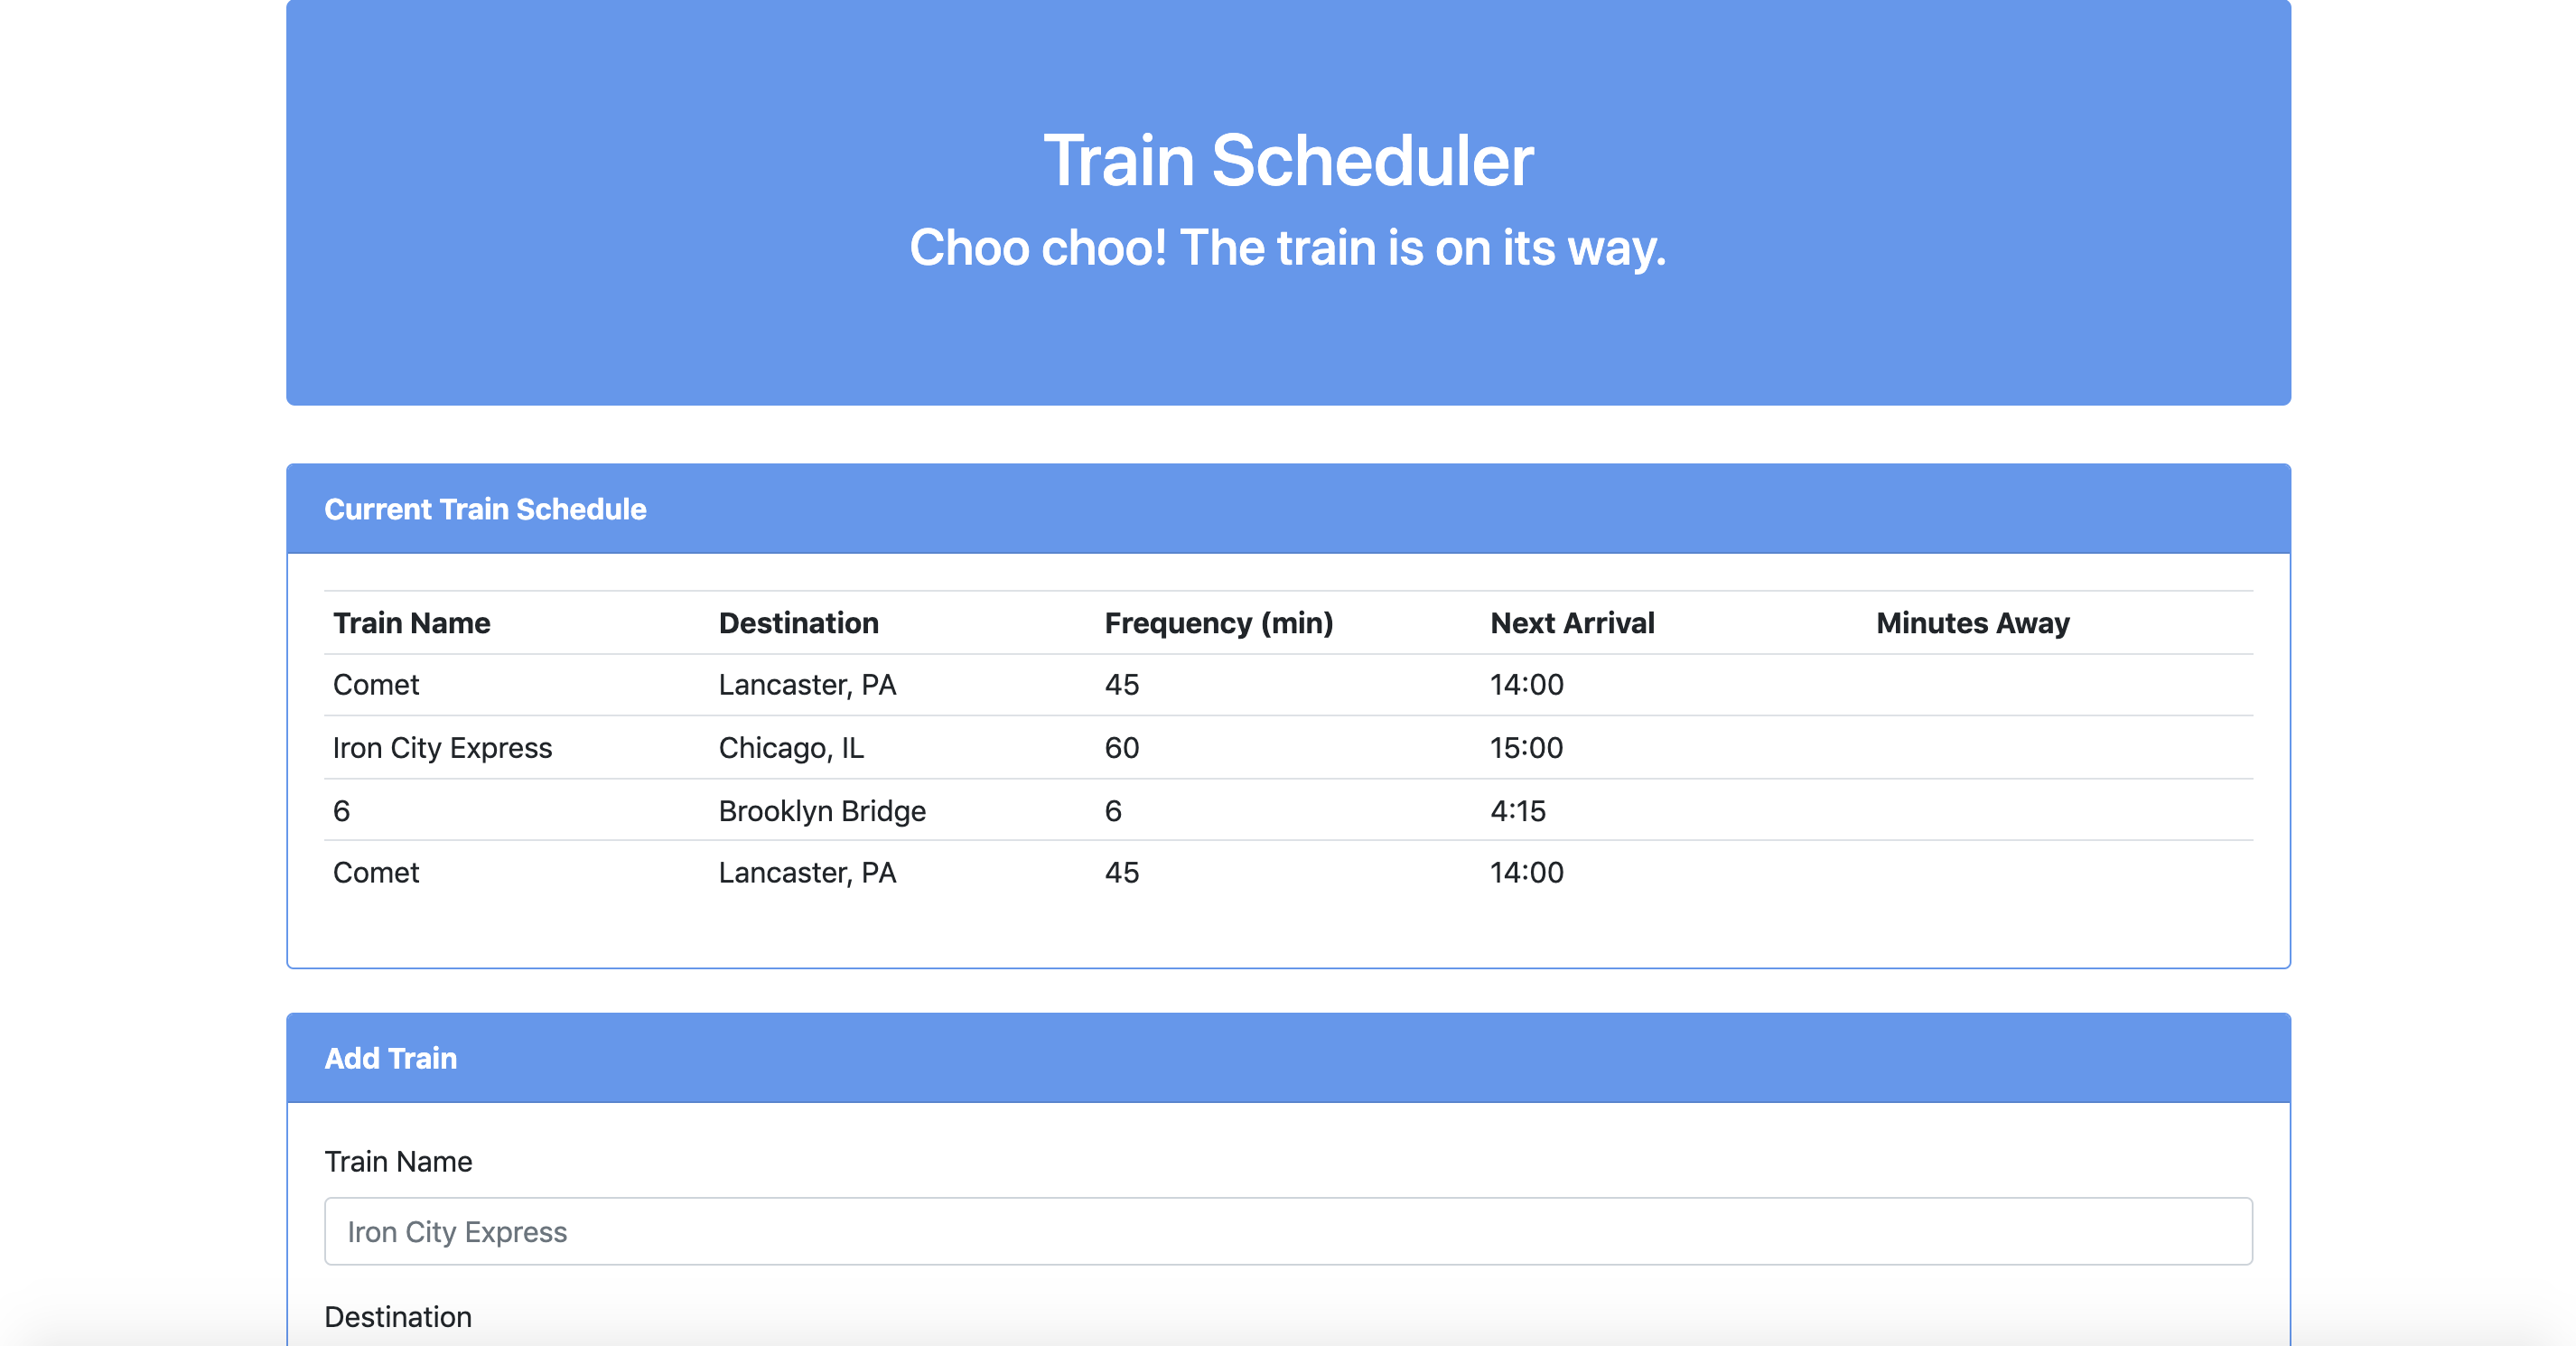 Train Scheduler
Choo choo! The train is on its way.
Current Train Schedule
Train Name Destination Frequency (min) Next Arrival Minutes Away
Comet Lancaster, PA 45 14:00
Iron City Express Chicago, IL 60 15:00
6 Brooklyn Bridge 6 4:15
Comet Lancaster, PA 45 14:00
Add Train
Train Name
Iron City Express
Destination